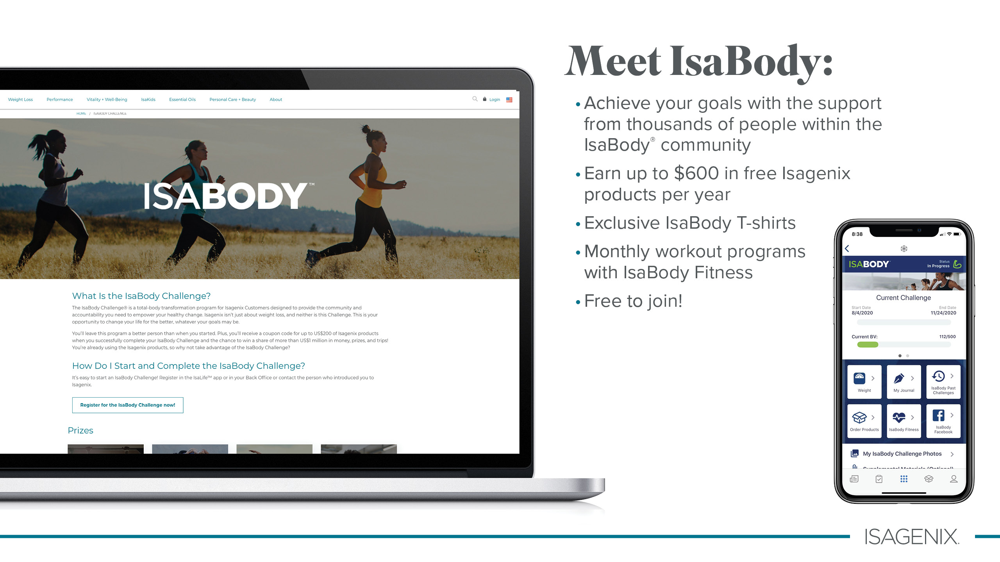 Weight Loss Performance Vitality + Well-Being IsaKids Essential Oils Personal Care + Beauty About Login
HOME / ISABODY CHALLENGE
ISABODY™
What Is the IsaBody Challenge?
The IsaBody Challenge® is a total-body transformation program for Isagenix Customers designed to provide the community and
accountability you need to empower your healthy change. Isagenix isn't just about weight loss, and neither is this Challenge. This is your
opportunity to change your life for the better, whatever your goals may be.
You'll leave this program a better person than when you started. Plus, you'll receive a coupon code for up to US$200 of Isagenix products
when you successfully complete your IsaBody Challenge and the chance to win a share of more than US$1 million in money, prizes, and trips!
You're already using the Isagenix products, so why not take advantage of the IsaBody Challenge?
How Do I Start and Complete the IsaBody Challenge?
It's easy to start an IsaBody Challenge! Register in the IsaLife™ app or in your Back Office or contact the person who introduced you to
Isagenix.
Register for the IsaBody Challenge now!
Prizes
Meet IsaBody:
• Achieve your goals with the support
from thousands of people within the
IsaBody® community
• Earn up to $600 in free Isagenix
products per year
• Exclusive IsaBody T-shirts
• Monthly workout programs
with IsaBody Fitness
• Free to join!
8:38
ISABODY™
Status
In Progress
Current Challenge
Start Date End Date
8/4/2020 11/24/2020
Current BV: 112/500
Weight
My Journal
IsaBody Past
Challenges
Order Products
IsaBody Fitness
IsaBody
Facebook
My IsaBody Challenge Photos
Supplemental Materials (Optional)
ISAGENIX.